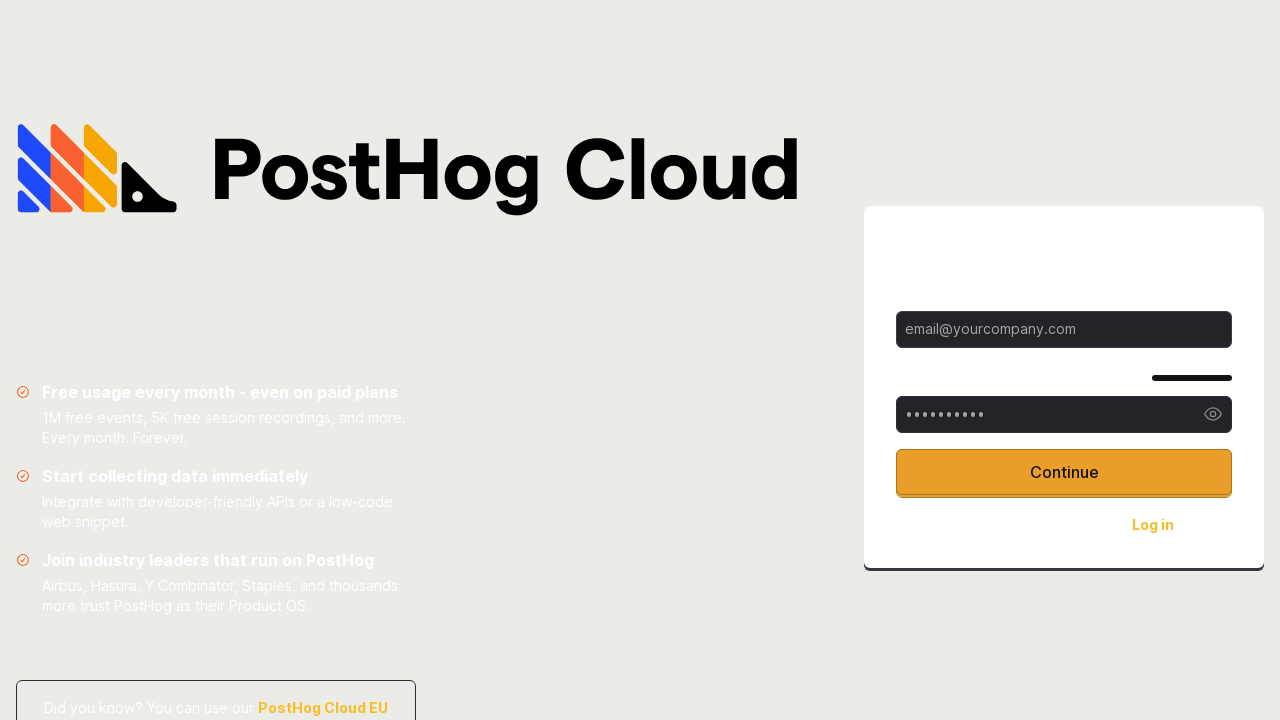 PostHog Cloud
Free usage every month - even on paid plans
1M free events, 5K free session recordings, and more.
Every month. Forever.
Start collecting data immediately
Integrate with developer-friendly APIs or a low-code
web snippet.
Join industry leaders that run on PostHog
Airbus, Hasura, Y Combinator, Staples, and thousands
more trust PostHog as their Product OS.
Did you know? You can use our PostHog Cloud EU
email@yourcompany.com
••••••••••
Continue
Log in